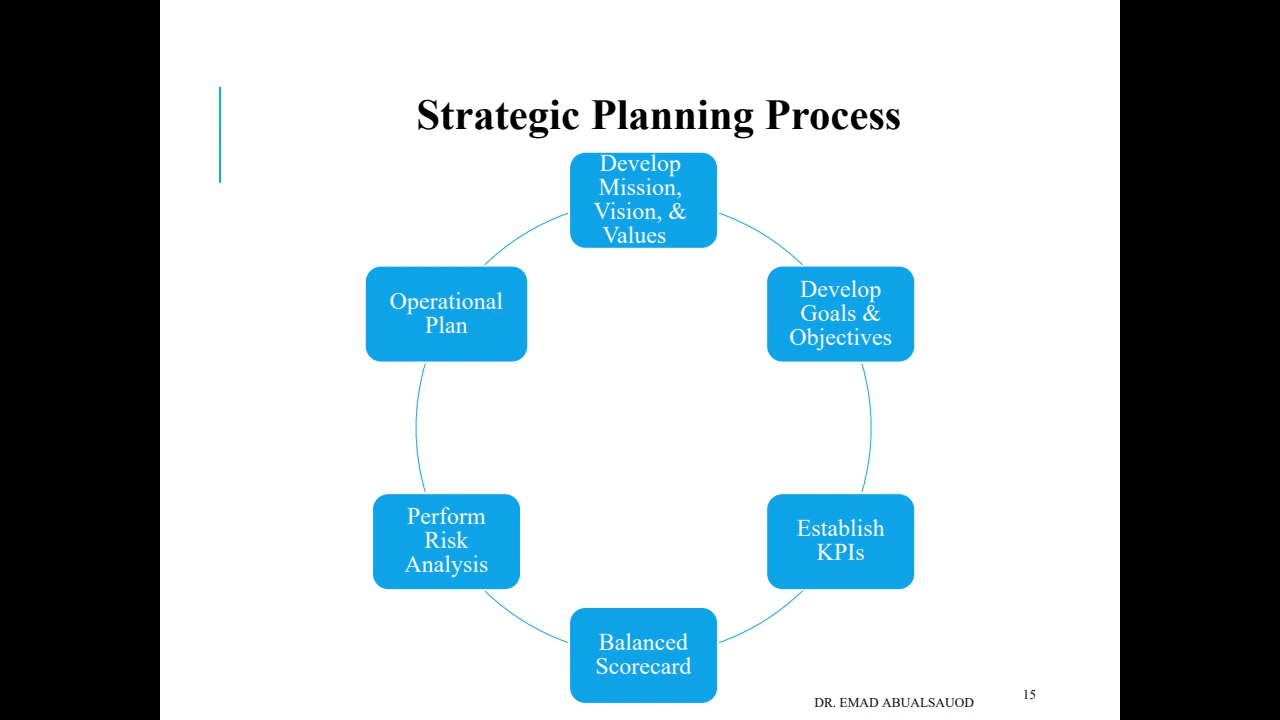 Strategic Planning Process
Develop
Mission,
Vision, &
Values
Develop
Goals &
Objectives
Establish
KPIs
Balanced
Scorecard
Perform
Risk
Analysis
Operational
Plan
DR. EMAD ABUALSAUOD
15